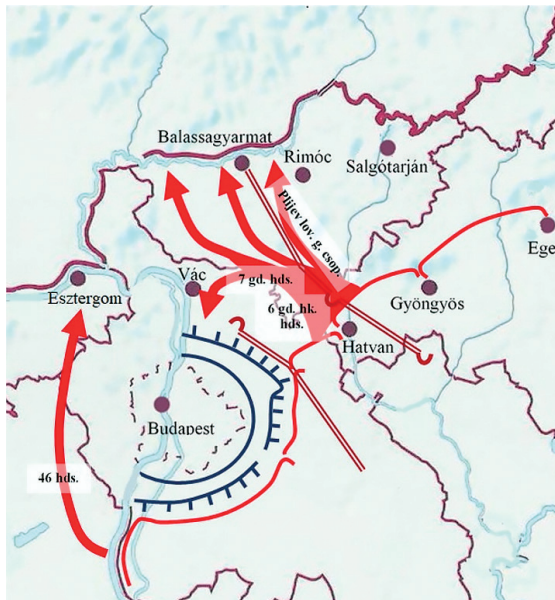 Balassagyarmat
Rimóc
Salgótarján
Plijev lov. g. csop.
Ege
Vác
7 gd. hds.
Esztergom
Gyöngyös
6 gd. hk.
hds.
Hatvan
Budapest
46 hds.